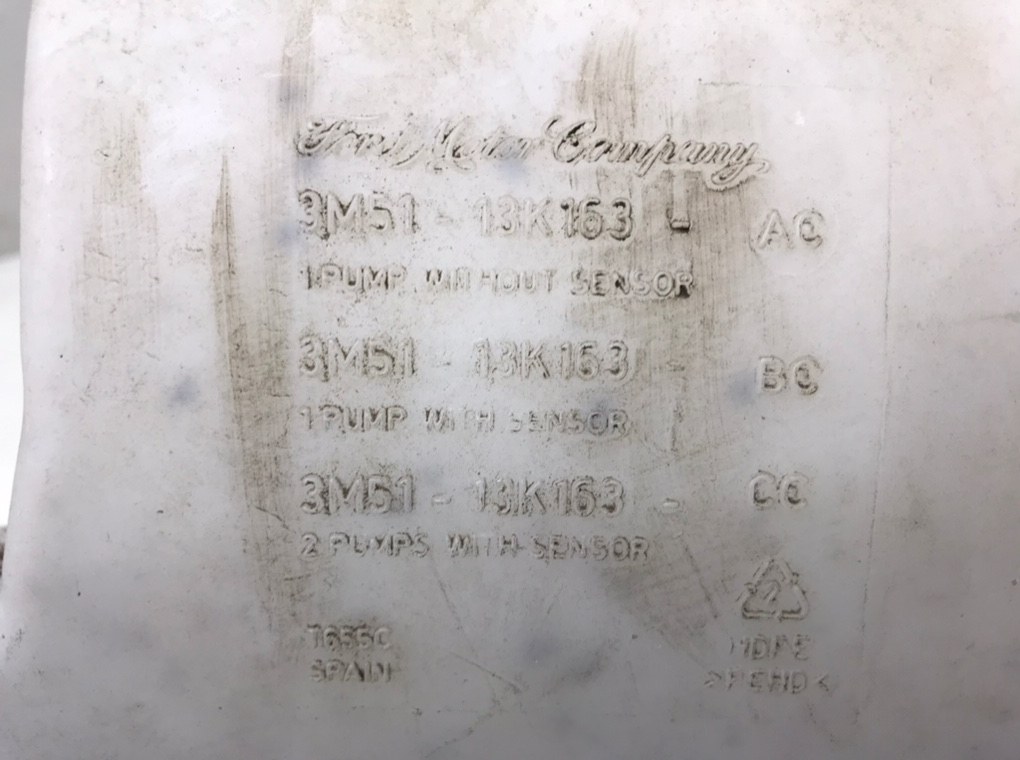 Ford Motor Company
3M51 - 13K163 - AC
1 PUMP WITHOUT SENSOR
3M51 - 13K163 - BC
1 PUMP WITH SENSOR
3M51 - 13K163 - CC
2 PUMPS WITH SENSOR
2
SPAIN
HDPE